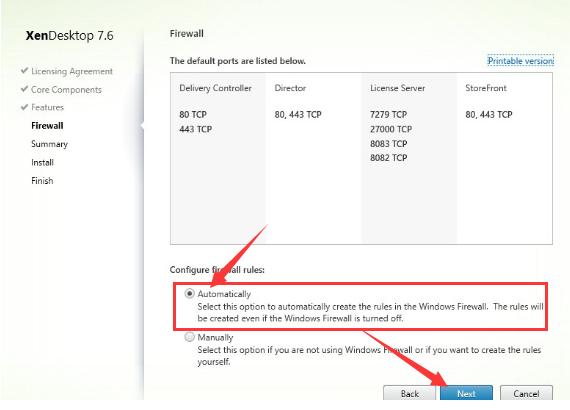 XenDesktop 7.6
Licensing Agreement
Core Components
Features
Firewall
Summary
Install
Finish
Firewall
The default ports are listed below.
Printable version
Delivery Controller
80 TCP
443 TCP
Director
80, 443 TCP
License Server
7279 TCP
27000 TCP
8083 TCP
8082 TCP
StoreFront
80, 443 TCP
Configure firewall rules:
Automatically
Select this option to automatically create the rules in the Windows Firewall. The rules will
be created even if the Windows Firewall is turned off.
Manually
Select this option if you are not using Windows Firewall or if you want to create the rules
yourself.
Back
Next
Cancel